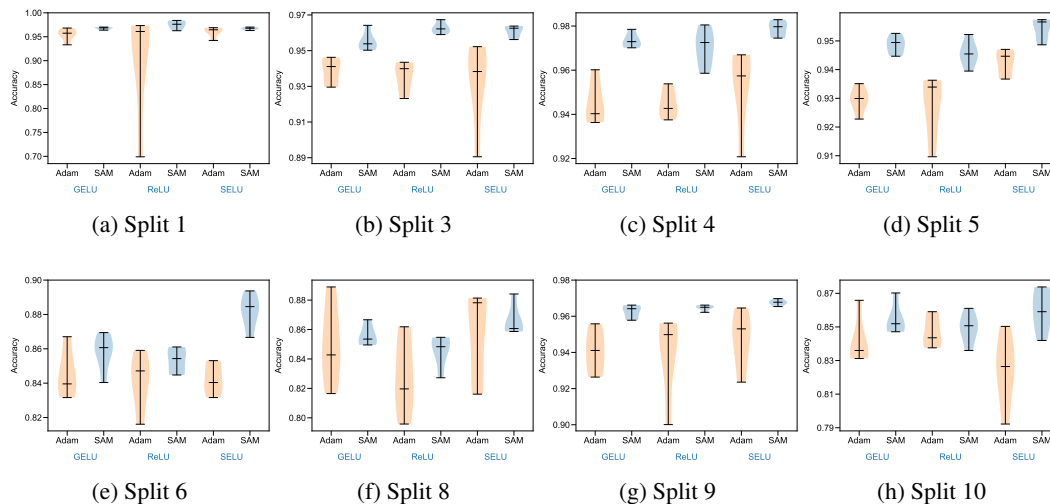 Accuracy
1.00
0.95
0.90
0.85
0.80
0.75
0.70
Adam SAM Adam SAM Adam SAM
GELU ReLU SELU
(a) Split 1
Accuracy
0.97
0.95
0.93
0.91
0.89
Adam SAM Adam SAM Adam SAM
GELU ReLU SELU
(b) Split 3
Accuracy
0.98
0.96
0.94
0.92
Adam SAM Adam SAM Adam SAM
GELU ReLU SELU
(c) Split 4
Accuracy
0.95
0.93
0.91
Adam SAM Adam SAM Adam SAM
GELU ReLU SELU
(d) Split 5
Accuracy
0.90
0.88
0.86
0.84
0.82
Adam SAM Adam SAM Adam SAM
GELU ReLU SELU
(e) Split 6
Accuracy
0.88
0.86
0.84
0.82
0.80
Adam SAM Adam SAM Adam SAM
GELU ReLU SELU
(f) Split 8
Accuracy
0.98
0.96
0.94
0.92
0.90
Adam SAM Adam SAM Adam SAM
GELU ReLU SELU
(g) Split 9
Accuracy
0.87
0.85
0.83
0.81
0.79
Adam SAM Adam SAM Adam SAM
GELU ReLU SELU
(h) Split 10